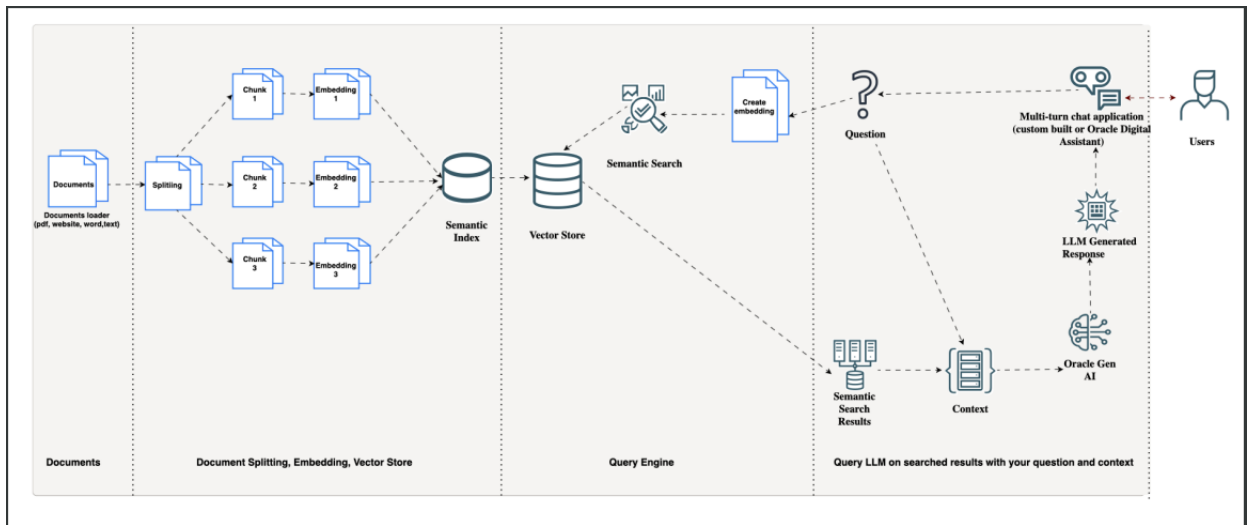 Documents
Documents loader
(pdf, website, word,text)
Splitling
Chunk
1
Embedding
1
Chunk
2
Embedding
2
Chunk
3
Embedding
3
Semantic
Index
Vector Store
Semantic Search
Create
embedding
Question
Multi-turn chat application
(custom built or Oracle Digital
Assistant)
Users
LLM Generated
Response
Oracle Gen
AI
Context
Semantic
Search
Results
Documents
Document Splitting, Embedding, Vector Store
Query Engine
Query LLM on searched results with your question and context